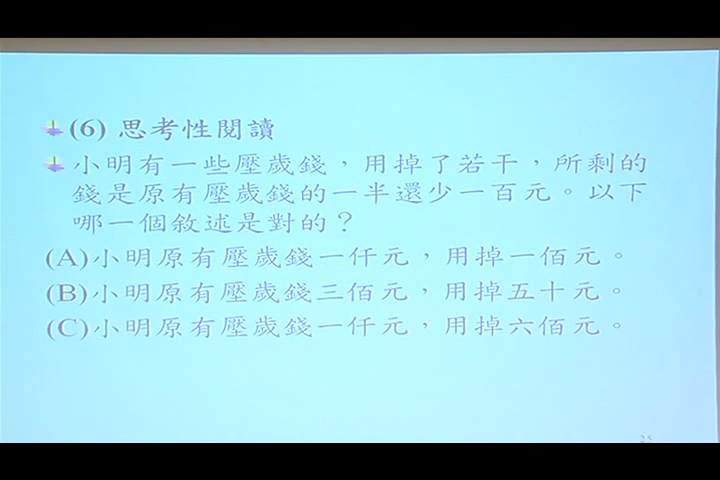 (6) 思考性閱讀
小明有一些壓歲錢，用掉了若干，所剩的
錢是原有壓歲錢的一半還少一百元。以下
哪一個敘述是對的？
(A)小明原有壓歲錢一仟元，用掉一佰元。
(B)小明原有壓歲錢三佰元，用掉五十元。
(C)小明原有壓歲錢一仟元，用掉六佰元。
25